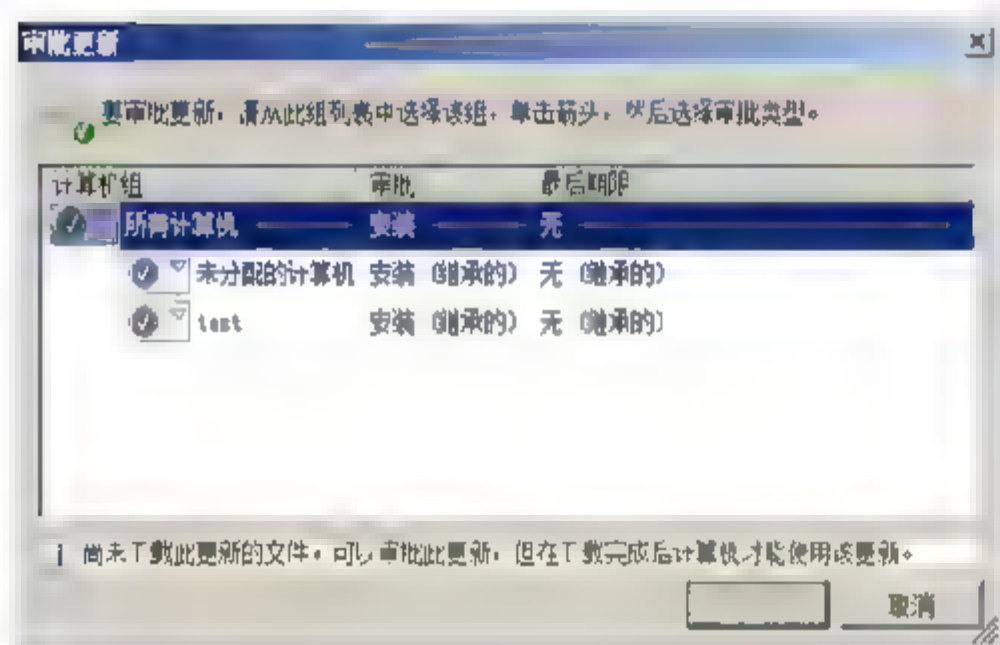 审批更新
要审批更新，请从此组列表中选择该组，单击箭头，然后选择审批类型。
计算机组 审批 最后期限
所有计算机 安装 无
未分配的计算机 安装（继承的） 无（继承的）
test 安装（继承的） 无（继承的）
尚未下载此更新的文件。可以审批此更新，但在下载完成后计算机才能使用该更新。
取消